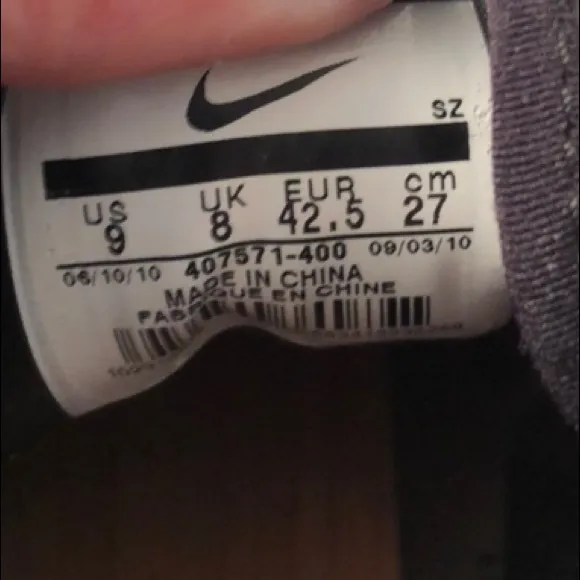 SZ
US UK EUR cm
9 8 42.5 27
06/10/10 407571-400 09/03/10
MADE IN CHINA
EN CHINE